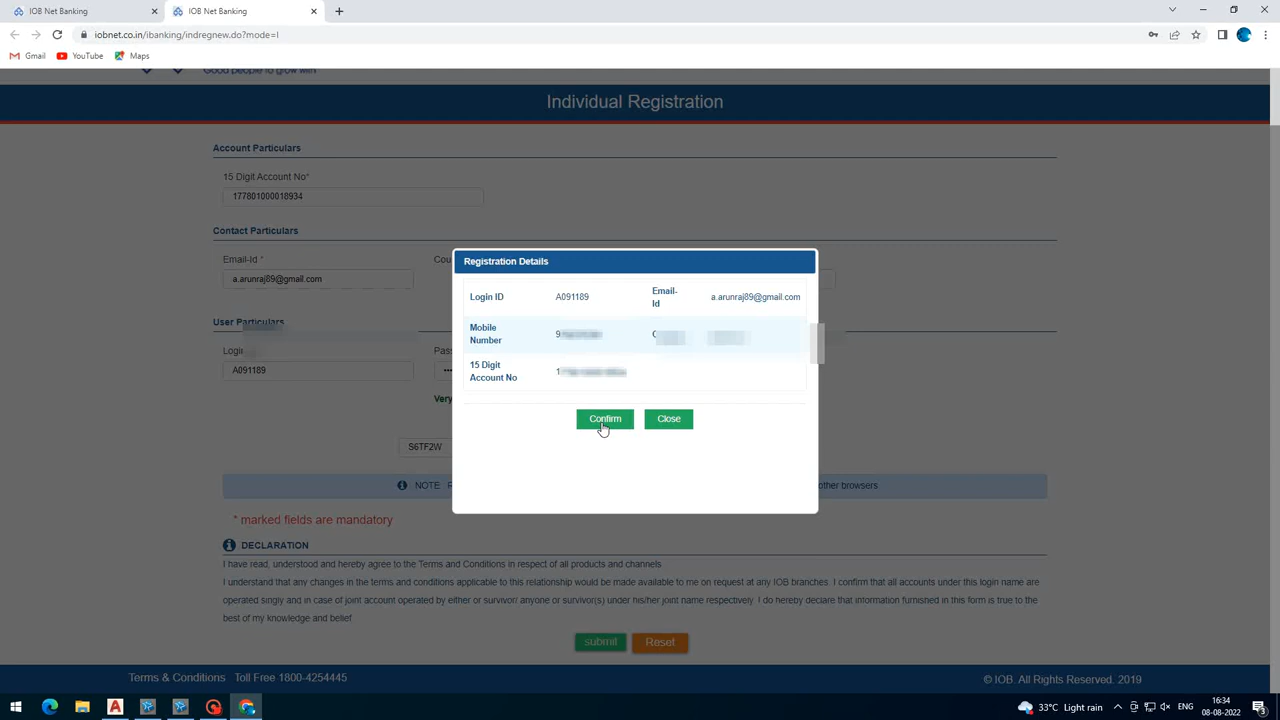 IOB Net Banking
IOB Net Banking
iobnet.co.in/ibanking/indregnew.do?mode=I
Gmail YouTube Maps
Good people to grow with
Individual Registration
Account Particulars
15 Digit Account No*
177801000018934
Contact Particulars
Email-Id * Cou
a.arunraj89@gmail.com
User Particulars
Login Pas
A091189
Very
S6TF2W
NOTE other browsers
* marked fields are mandatory
Registration Details
Login ID A091189 Email-Id a.arunraj89@gmail.com
Mobile Number 9
15 Digit Account No 1
Confirm Close
DECLARATION
I have read, understood and hereby agree to the Terms and Conditions in respect of all products and channels
I understand that any changes in the terms and conditions applicable to this relationship would be made available to me on request at any IOB branches. I confirm that all accounts under this login name are
operated singly and in case of joint account operated by either or survivor/ anyone or survivor(s) under his/her joint name respectively. I do hereby declare that information furnished in this form is true to the
best of my knowledge and belief
submit Reset
Terms & Conditions Toll Free 1800-4254445 © IOB. All Rights Reserved. 2019
33°C Light rain ENG 16:34
08-08-2022 3